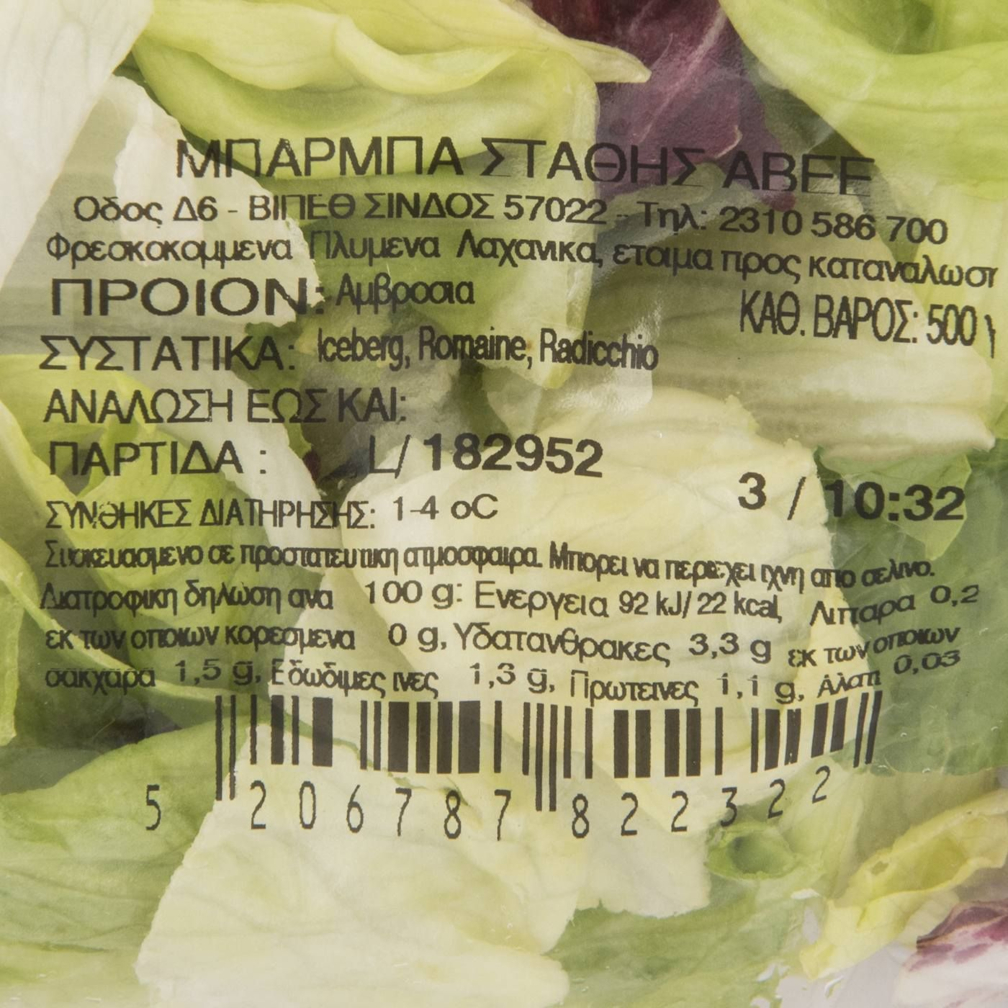 ΜΠΑΡΜΠΑ ΣΤΑΘΗΣ ΑΒΕΕ
Οδος Δ6 - ΒΙΠΕΘ ΣΙΝΔΟΣ 57022 - Τηλ: 2310 586 700
Φρεσκοκομμενα Πλυμενα Λαχανικα, ετοιμα προς καταναλωση
ΠΡΟΙΟΝ: Αμβροσια
ΚΑΘ. ΒΑΡΟΣ: 500 γ
ΣΥΣΤΑΤΙΚΑ: Iceberg, Romaine, Radicchio
ΑΝΑΛΩΣΗ ΕΩΣ ΚΑΙ:
ΠΑΡΤΙΔΑ : L/ 182952
3 / 10:32
ΣΥΝΘΗΚΕΣ ΔΙΑΤΗΡΗΣΗΣ: 1-4 οC
Συσκευασμενο σε προστατευτικη ατμοσφαιρα. Μπορει να περιεχει ιχνη απο σελινο.
Διατροφικη δηλωση ανα 100 g: Ενεργεια 92 kJ/ 22 kcal, Λιπαρα 0,2
εκ των οποιων κορεσμενα 0 g, Υδατανθρακες 3,3 g εκ των οποιων
σακχαρα 1,5 g, Εδωδιμες ινες 1,3 g, Πρωτεινες 1,1 g, Αλατι 0,03
5 206787 822322